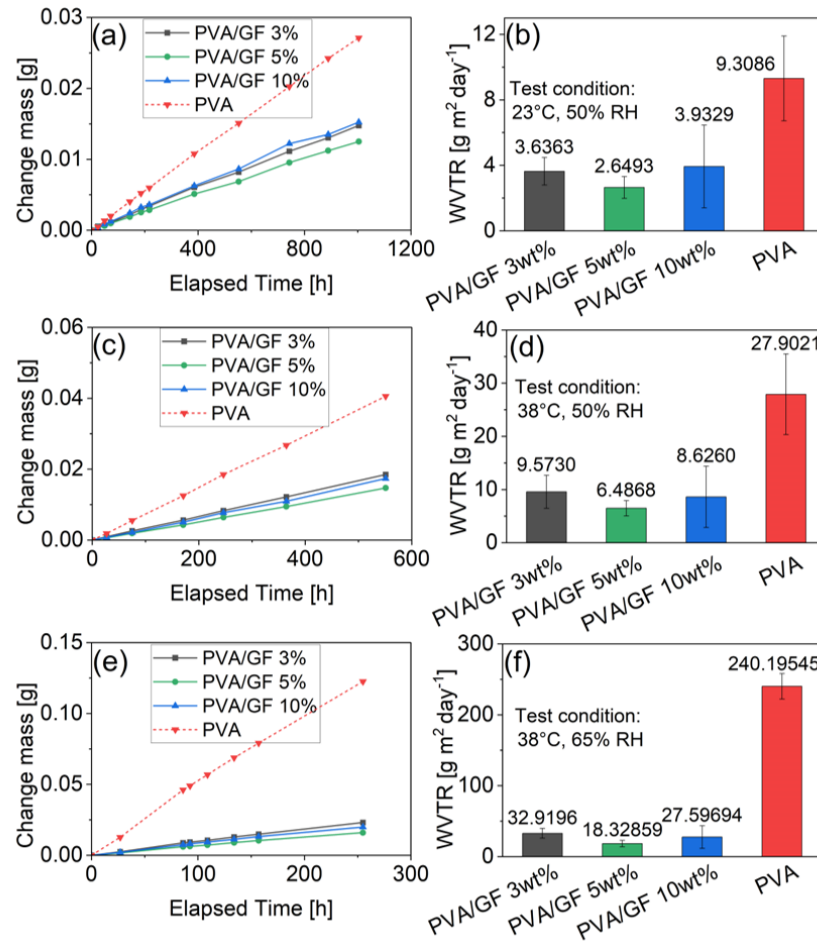 (a)
PVA/GF 3%
PVA/GF 5%
PVA/GF 10%
PVA
Change mass [g]
0.03
0.02
0.01
0.00
0
400
800
1200
Elapsed Time [h]
(b)
Test condition:
23°C, 50% RH
WVTR [g m² day⁻¹]
12
8
4
0
3.6363
2.6493
3.9329
9.3086
PVA/GF 3wt%
PVA/GF 5wt%
PVA/GF 10wt%
PVA
(c)
PVA/GF 3%
PVA/GF 5%
PVA/GF 10%
PVA
Change mass [g]
0.06
0.04
0.02
0.00
0
200
400
600
Elapsed Time [h]
(d)
Test condition:
38°C, 50% RH
WVTR [g m² day⁻¹]
40
30
20
10
0
9.5730
6.4868
8.6260
27.9021
PVA/GF 3wt%
PVA/GF 5wt%
PVA/GF 10wt%
PVA
(e)
PVA/GF 3%
PVA/GF 5%
PVA/GF 10%
PVA
Change mass [g]
0.15
0.10
0.05
0.00
0
100
200
300
Elapsed Time [h]
(f)
Test condition:
38°C, 65% RH
WVTR [g m² day⁻¹]
300
200
100
0
32.9196
18.32859
27.59694
240.19545
PVA/GF 3wt%
PVA/GF 5wt%
PVA/GF 10wt%
PVA